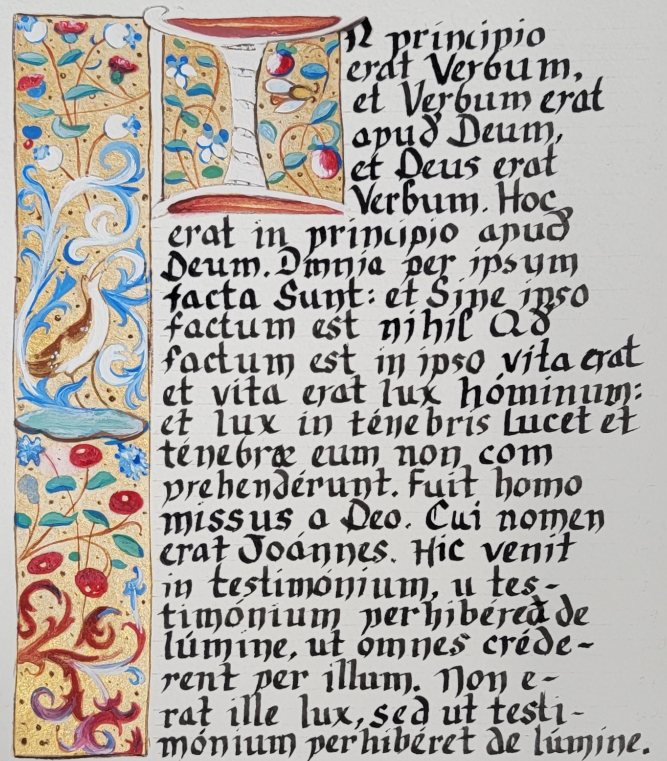 In principio
erat Verbum,
et Verbum erat
apud Deum,
et Deus erat
Verbum. Hoc
erat in principio apud
Deum. Omnia per ipsum
facta Sunt: et Sine ipso
factum est nihil Qd
factum est in ipso vita erat
et vita erat lux hóminum:
et lux in ténebris Lucet et
ténebræ eum non com
prehendérunt. Fuit homo
missus a Deo. Cui nomen
erat Joánnes. Hic venit
in testimónium, u tes-
timónium perhibéred de
lúmine, ut omnes créde-
rent per illum. Non e-
rat ille lux, sed ut testi-
mónium perhibéret de lúmine.